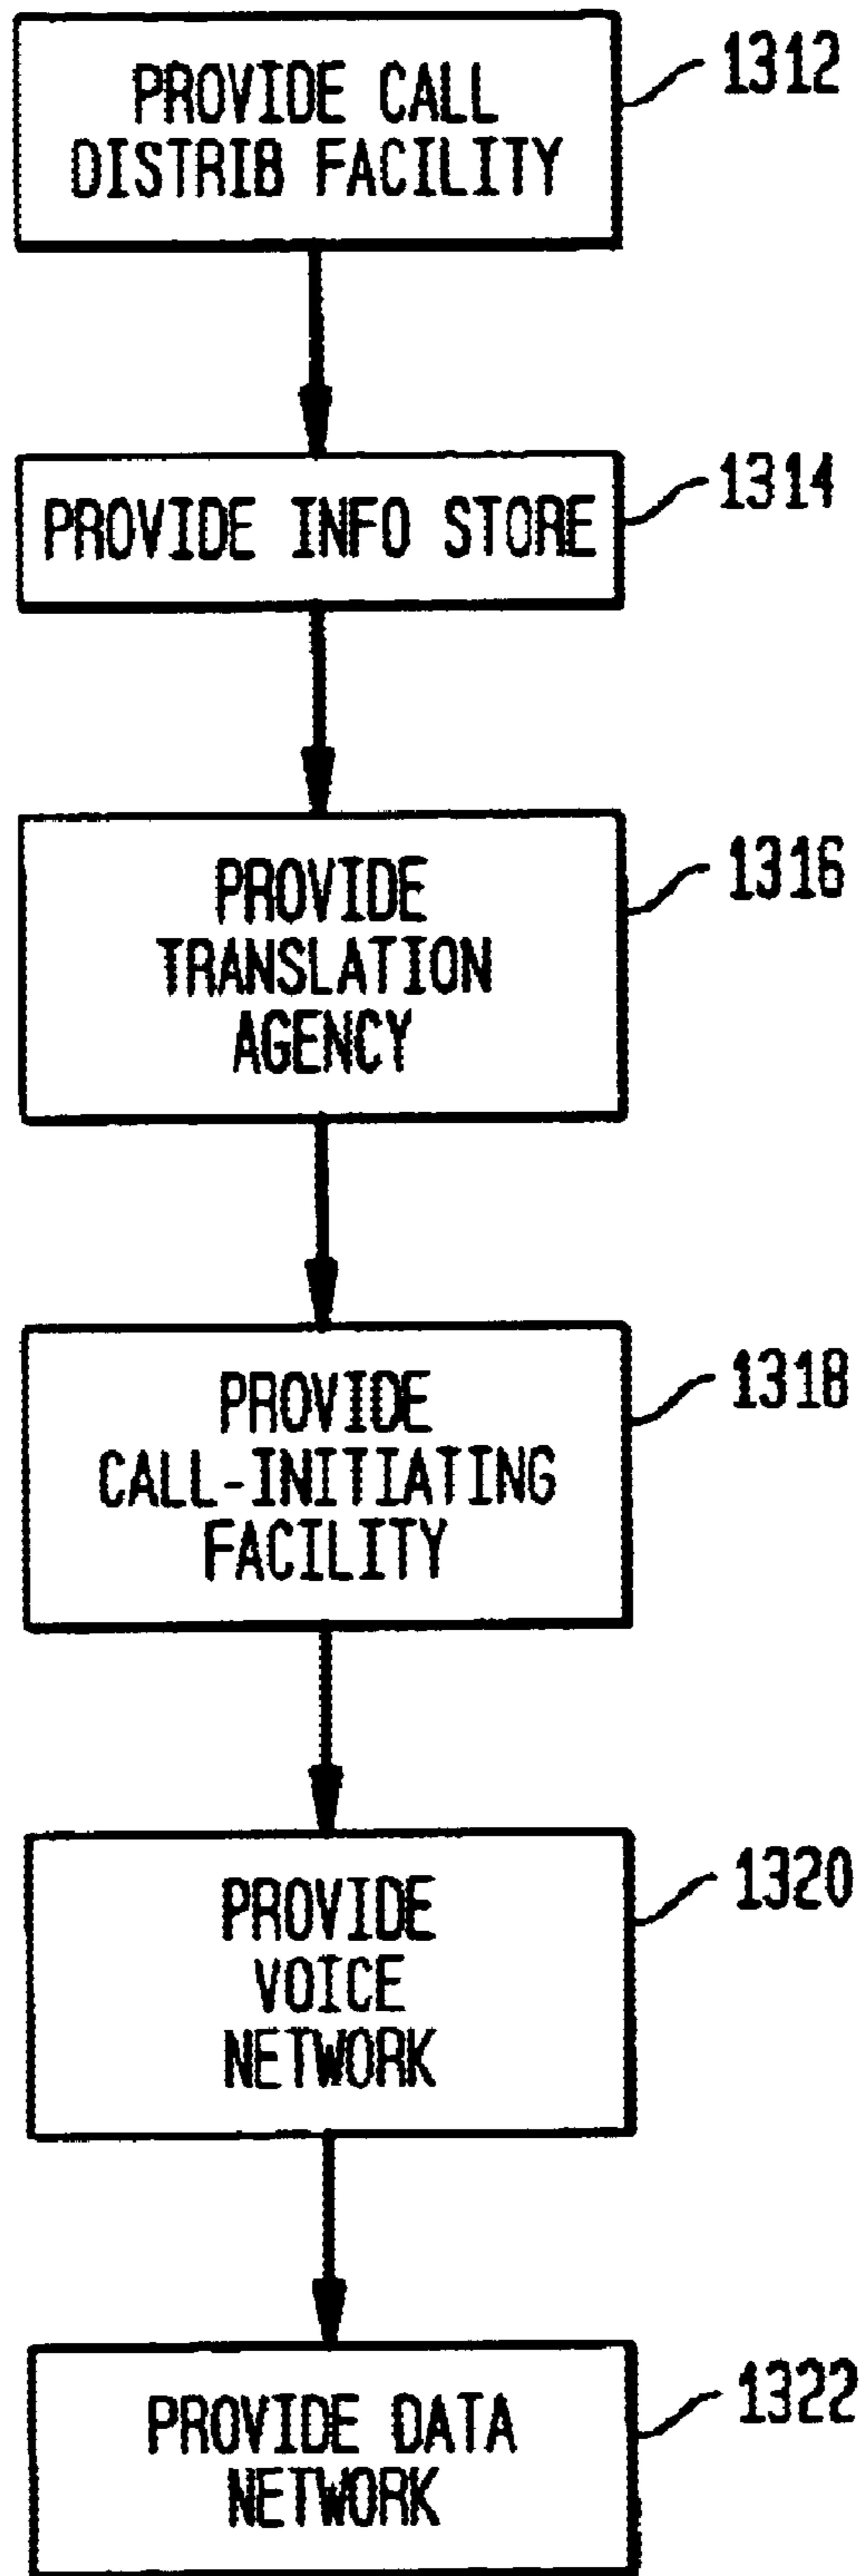 PROVIDE CALL
DISTRIB FACILITY
1312
PROVIDE INFO STORE
1314
PROVIDE
TRANSLATION
AGENCY
1316
PROVIDE
CALL-INITIATING
FACILITY
1318
PROVIDE
VOICE
NETWORK
1320
PROVIDE DATA
NETWORK
1322